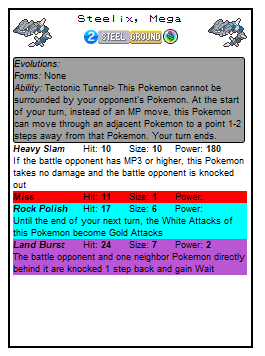 Steelix, Mega
2 STEEL GROUND
Evolutions:
Forms: None
Ability: Tectonic Tunnel> This Pokemon cannot be
surrounded by your opponent's Pokemon. At the start
of your turn, instead of an MP move, this Pokemon
can move through an adjacent Pokemon to a point 1-2
steps away from that Pokemon. Your turn ends.
Heavy Slam Hit: 10 Size: 10 Power: 180
If the battle opponent has MP3 or higher, this Pokemon
takes no damage and the battle opponent is knocked
out
Miss Hit: 11 Size: 1 Power:
Rock Polish Hit: 17 Size: 6 Power:
Until the end of your next turn, the White Attacks of
this Pokemon become Gold Attacks
Land Burst Hit: 24 Size: 7 Power: 2
The battle opponent and one neighbor Pokemon directly
behind it are knocked 1 step back and gain Wait